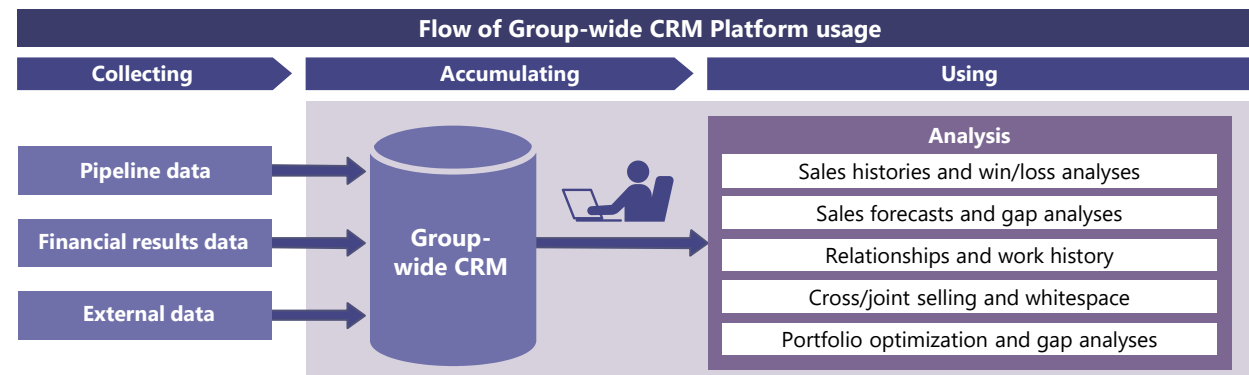 Flow of Group-wide CRM Platform usage
Collecting
Accumulating
Using
Pipeline data
Financial results data
External data
Group-
wide CRM
Analysis
Sales histories and win/loss analyses
Sales forecasts and gap analyses
Relationships and work history
Cross/joint selling and whitespace
Portfolio optimization and gap analyses